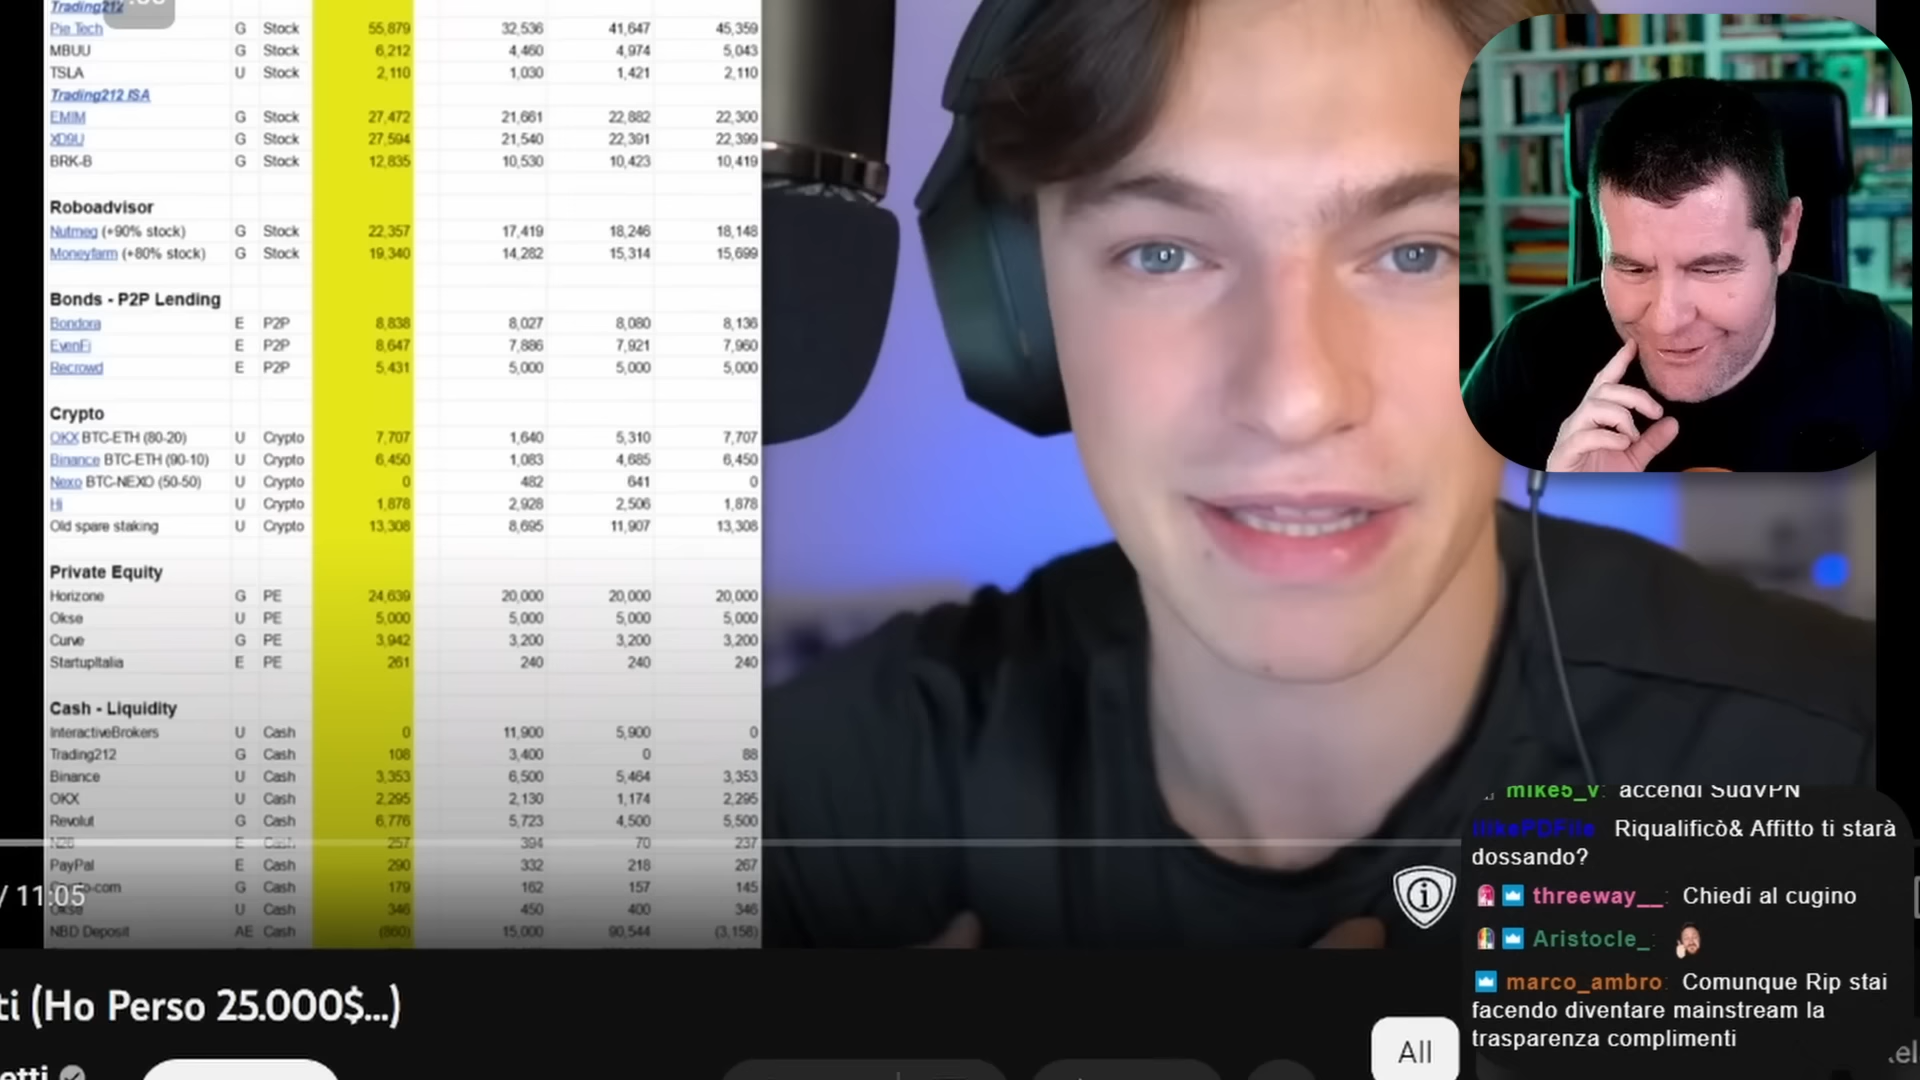 Trading212
Pie Tech G Stock 55,879 32,536 41,647 45,359
MBUU G Stock 6,212 4,460 4,974 5,043
TSLA U Stock 2,110 1,030 1,421 2,110
Trading212 ISA
EMIM G Stock 27,472 21,661 22,882 22,300
XD9U G Stock 27,594 21,540 22,391 22,399
BRK-B G Stock 12,835 10,530 10,423 10,419
Roboadvisor
Nutmeg (+90% stock) G Stock 22,357 17,419 18,246 18,148
Moneyfarm (+80% stock) G Stock 19,340 14,282 15,314 15,699
Bonds - P2P Lending
Bondora E P2P 8,838 8,027 8,080 8,136
EvenFi E P2P 8,647 7,886 7,921 7,960
Recrowd E P2P 5,431 5,000 5,000 5,000
Crypto
OKX BTC-ETH (80-20) U Crypto 7,707 1,640 5,310 7,707
Binance BTC-ETH (90-10) U Crypto 6,450 1,083 4,685 6,450
Nexo BTC-NEXO (50-50) U Crypto 0 482 641 0
Hi U Crypto 1,878 2,928 2,506 1,878
Old spare staking U Crypto 13,308 8,695 11,907 13,308
Private Equity
Horizone G PE 24,639 20,000 20,000 20,000
Okse U PE 5,000 5,000 5,000 5,000
Curve G PE 3,942 3,200 3,200 3,200
StartupItalia E PE 261 240 240 240
Cash - Liquidity
InteractiveBrokers U Cash 0 11,900 5,900 0
Trading212 G Cash 108 3,400 0 88
Binance U Cash 3,353 6,500 5,464 3,353
OKX U Cash 2,295 2,130 1,174 2,295
Revolut G Cash 6,776 5,723 4,500 5,500
N26 E Cash 257 394 70 237
PayPal E Cash 290 332 218 267
G Cash 179 162 157 145
Okse U Cash 346 450 400 346
NBD Deposit AE Cash (860) 15,000 90,544 (3,158)
/ 11:05
ti (Ho Perso 25.000$...)
etti
All
mike5_v: accendi SudVPN
IlikePDFile Riqualificò& Affitto ti starà
dossando?
threeway__: Chiedi al cugino
Aristocle_:
marco_ambro: Comunque Rip stai
facendo diventare mainstream la
trasparenza complimenti